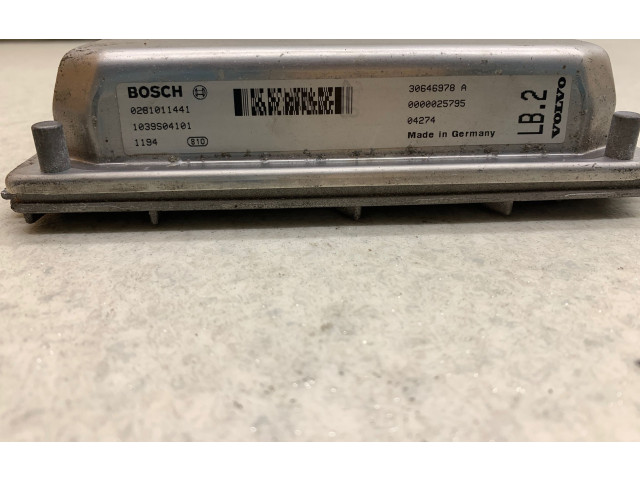 BOSCH
0281011441
1039S04101
1194 810
30646978 A
0000025795
04274
Made in Germany
LB.2
VOLVO